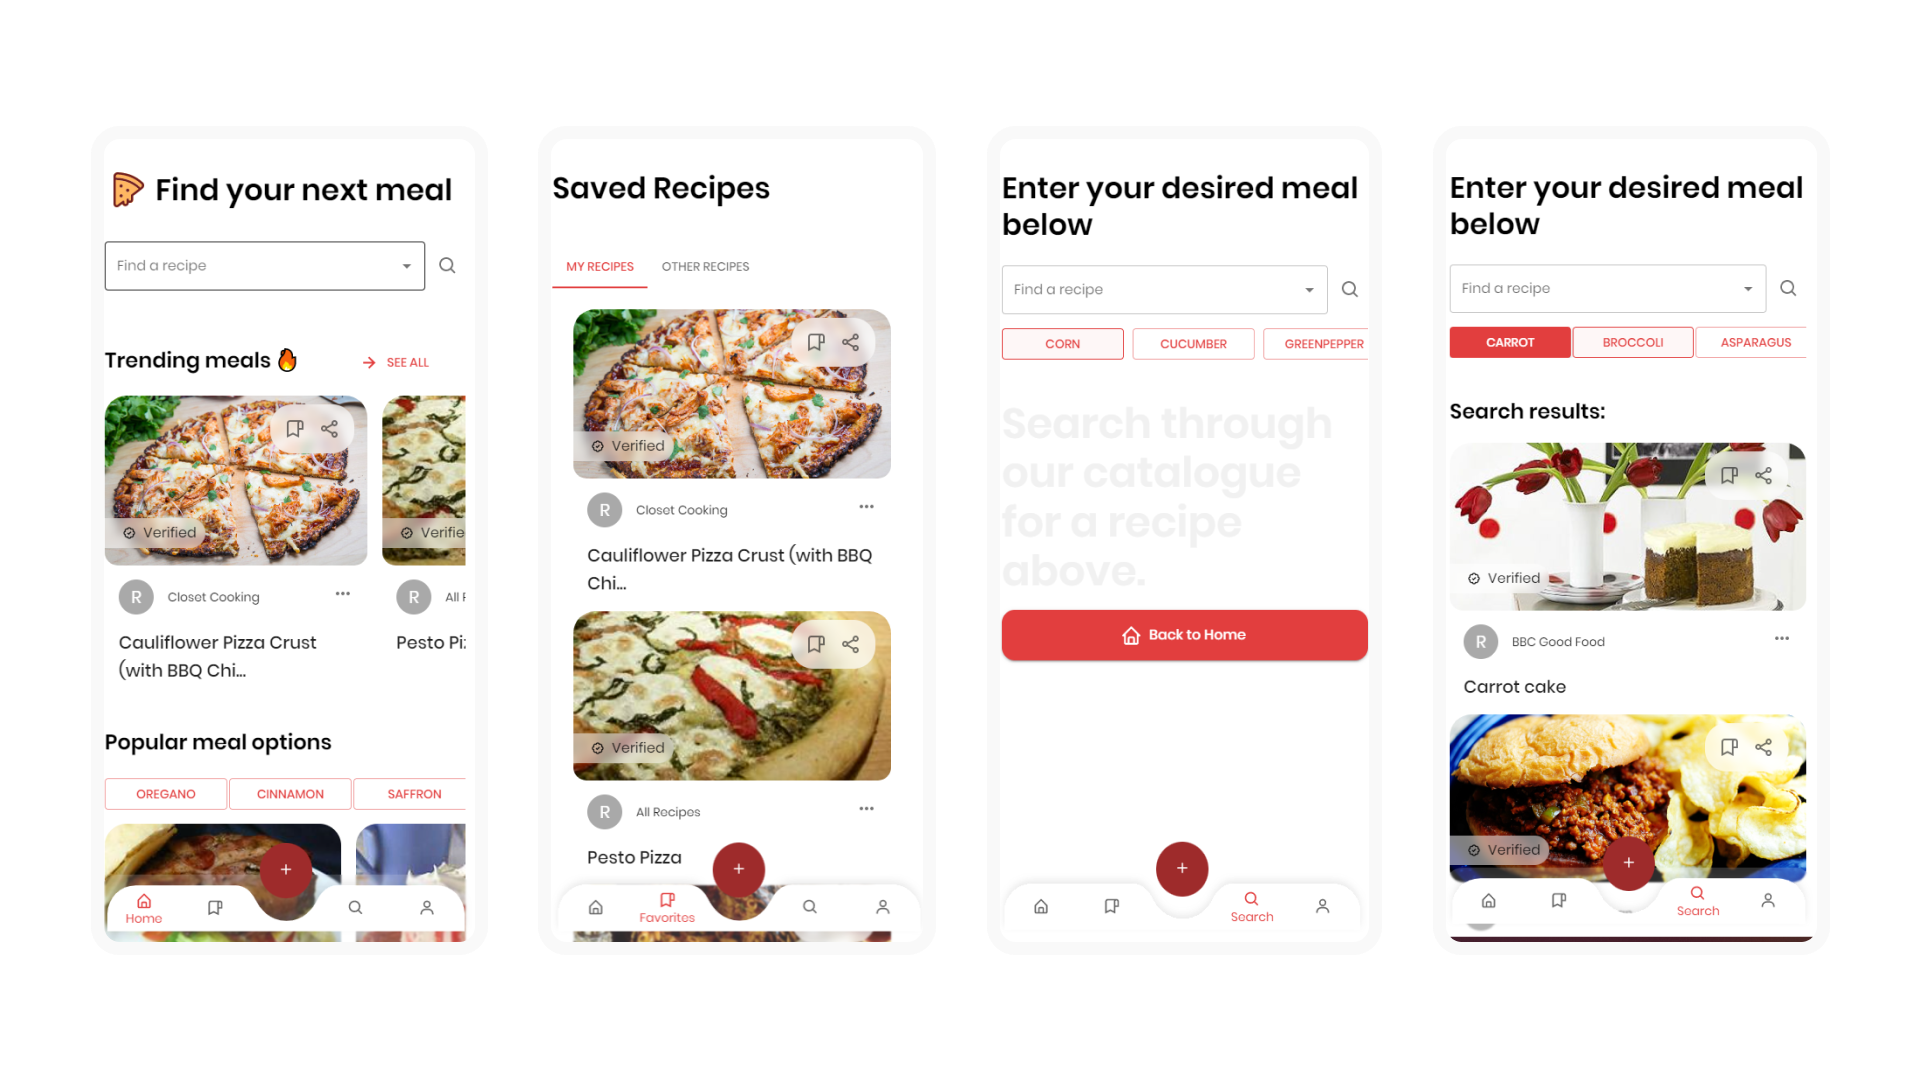 Find your next meal
Find a recipe
Trending meals
SEE ALL
Verified
Verifie
R
Closet Cooking
R
All R
Cauliflower Pizza Crust
(with BBQ Chi...
Pesto Piz
Popular meal options
OREGANO
CINNAMON
SAFFRON
+
Home
Saved Recipes
MY RECIPES
OTHER RECIPES
Verified
R
Closet Cooking
Cauliflower Pizza Crust (with BBQ
Chi...
Verified
R
All Recipes
Pesto Pizza
+
Favorites
Enter your desired meal
below
Find a recipe
CORN
CUCUMBER
GREENPEPPER
Search through
our catalogue
for a recipe
above.
Back to Home
+
Search
Enter your desired meal
below
Find a recipe
CARROT
BROCCOLI
ASPARAGUS
Search results:
Verified
R
BBC Good Food
Carrot cake
Verified
+
Search